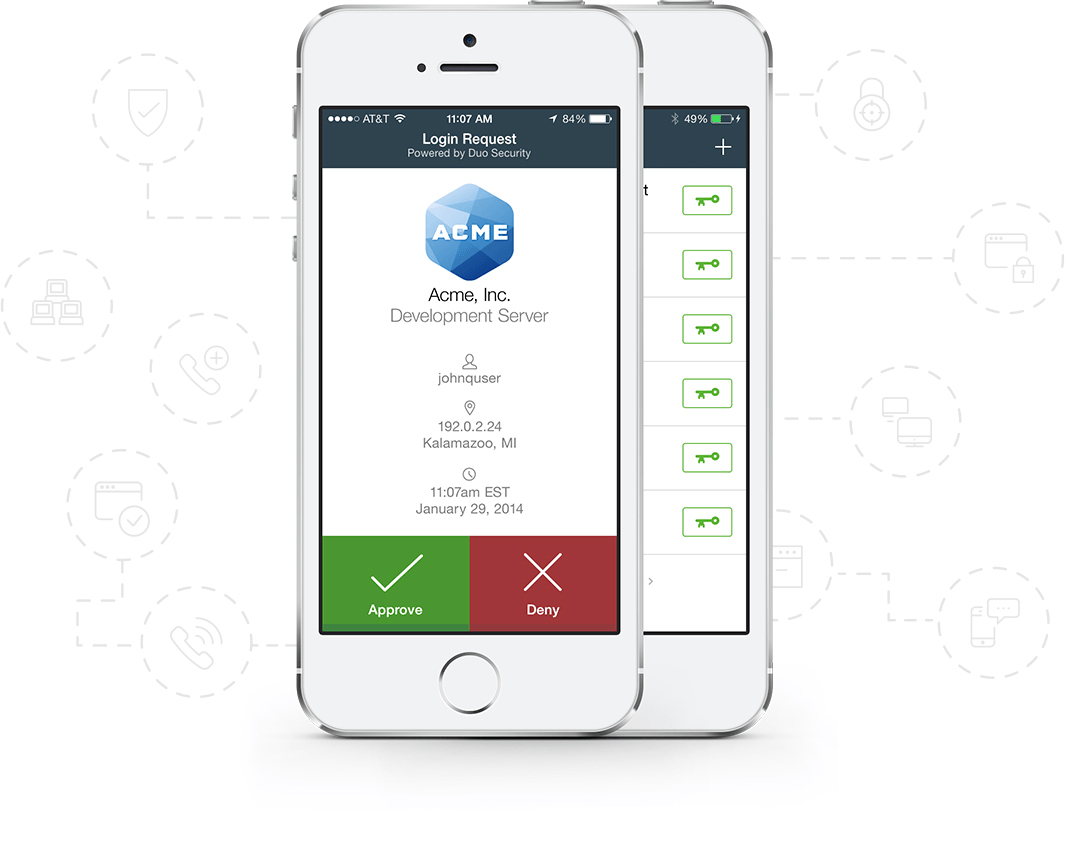 AT&T 11:07 AM 84%
Login Request
Powered by Duo Security
ACME
Acme, Inc.
Development Server
johnquser
192.0.2.24
Kalamazoo, MI
11:07am EST
January 29, 2014
Approve Deny
49%
t